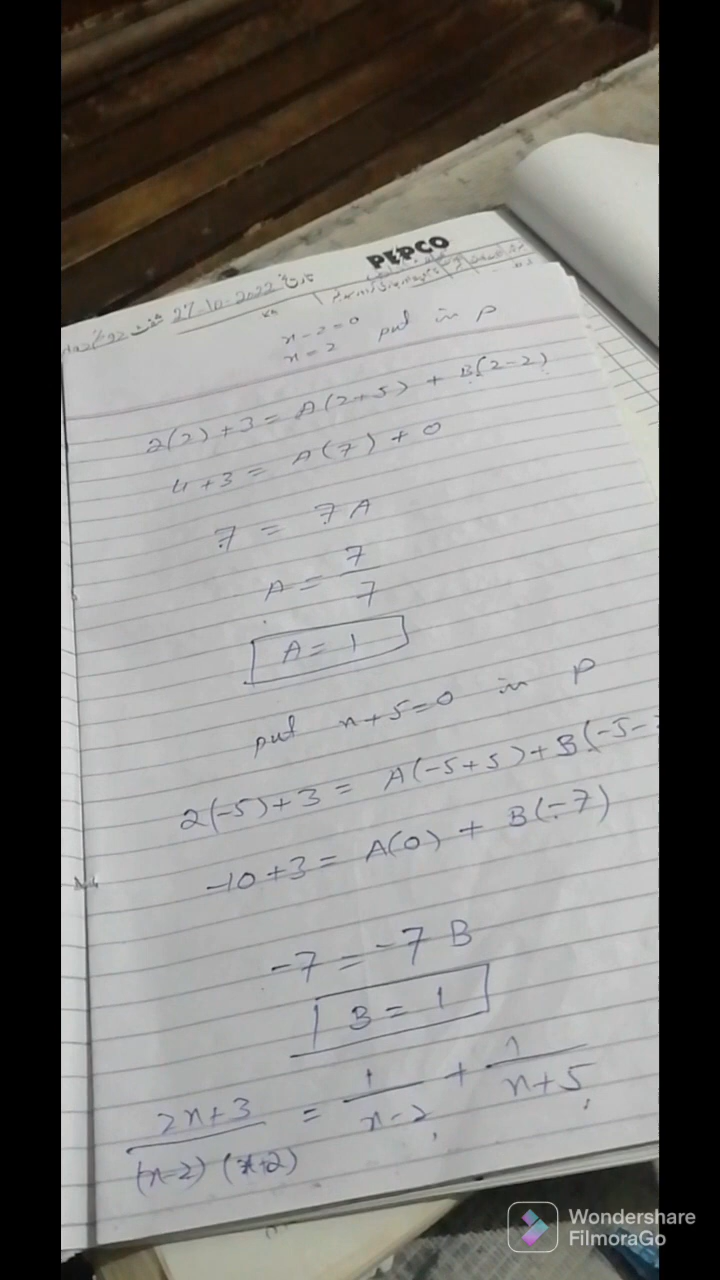 PEPCO
27-10-2022
x-2=0
x=2 put in P
2(2)+3= A(2+5) + B(2-2)
4+3= A(7)+0
7 = 7A
A = 7/7
A=1
put x+5=0 in P
2(-5)+3= A(-5+5)+B(-5-
-10+3= A(0) + B(-7)
-7=-7 B
B = 1
2x+3/(x-2)(x+2) = 1/x-2 + 1/x+5
Wondershare
FilmoraGo